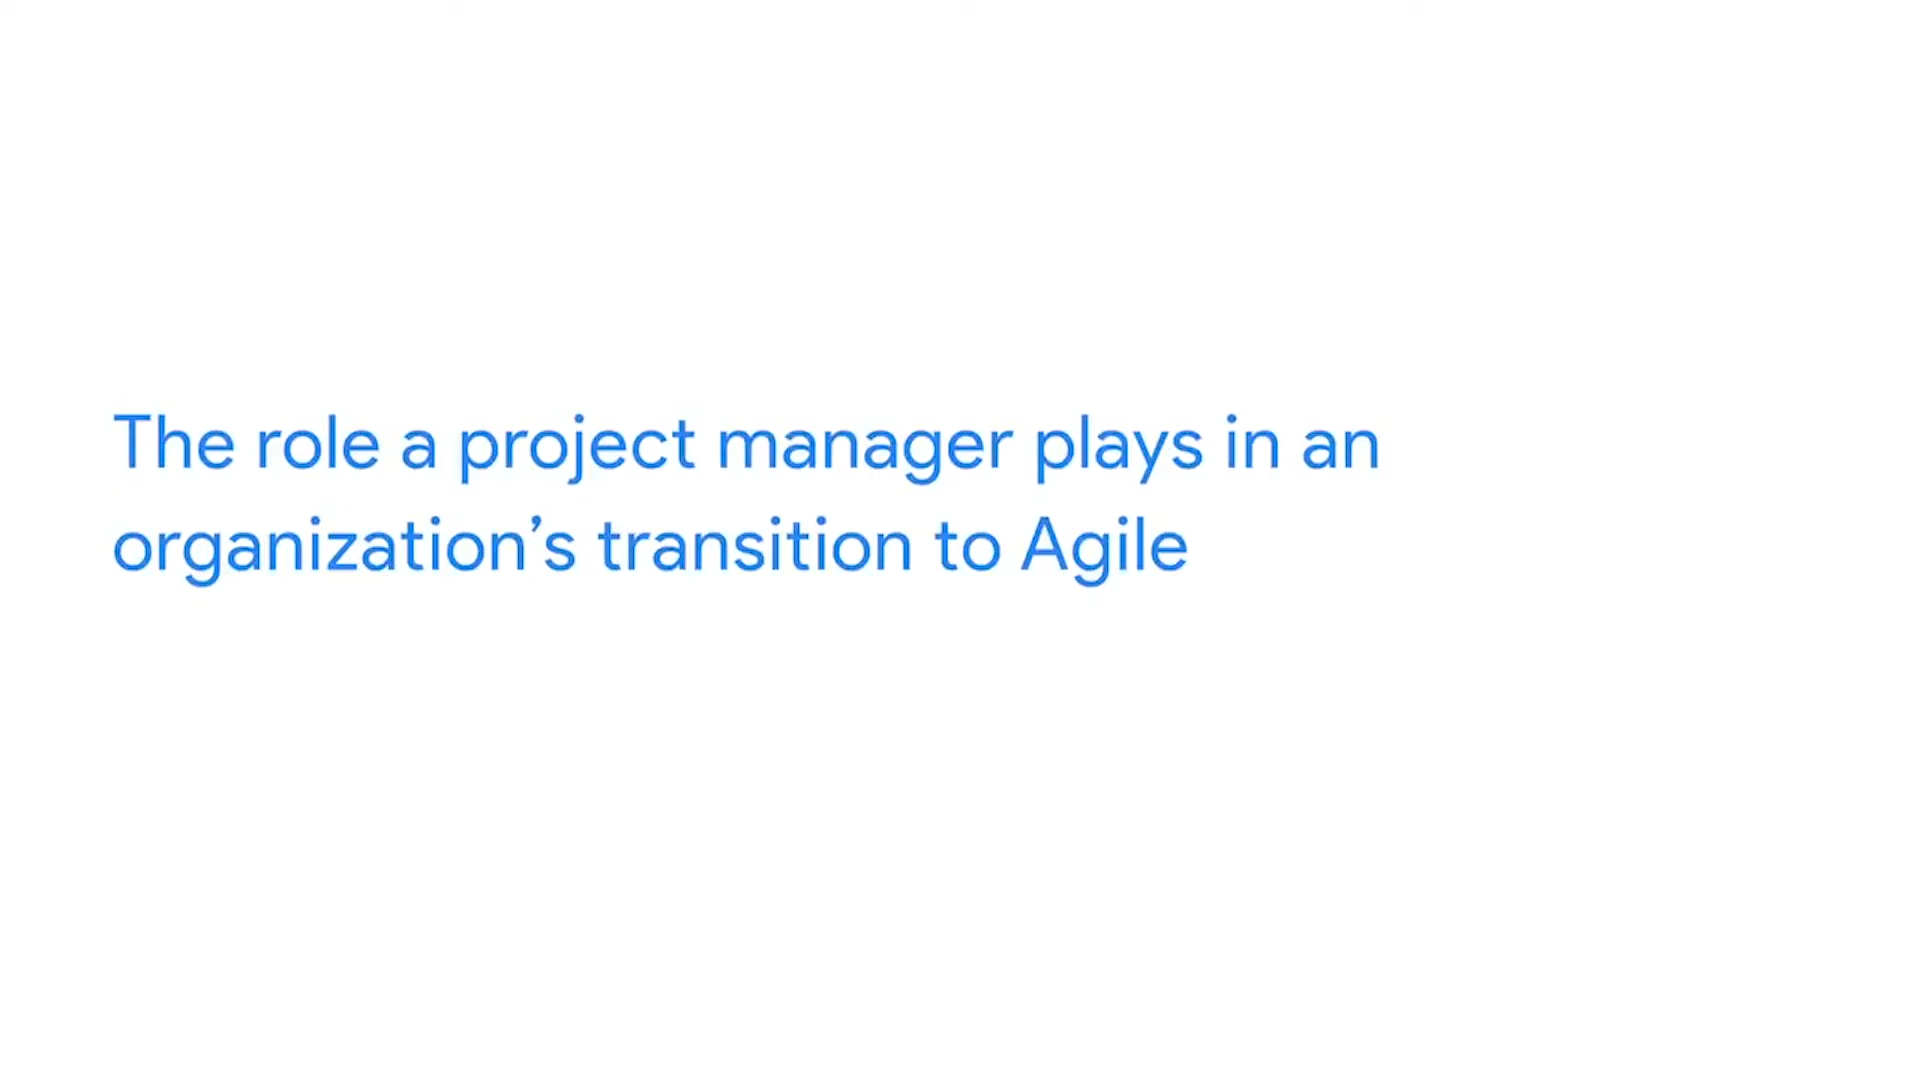 The role a project manager plays in an
organization’s transition to Agile